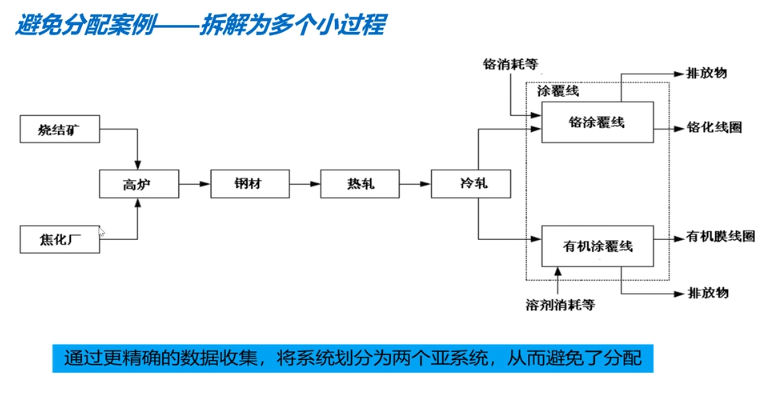 避免分配案例——拆解为多个小过程
铬消耗等
排放物
涂覆线
烧结矿
铬涂覆线
铬化线圈
高炉
钢材
热轧
冷轧
焦化厂
有机涂覆线
有机膜线圈
溶剂消耗等
排放物
通过更精确的数据收集，将系统划分为两个亚系统，从而避免了分配